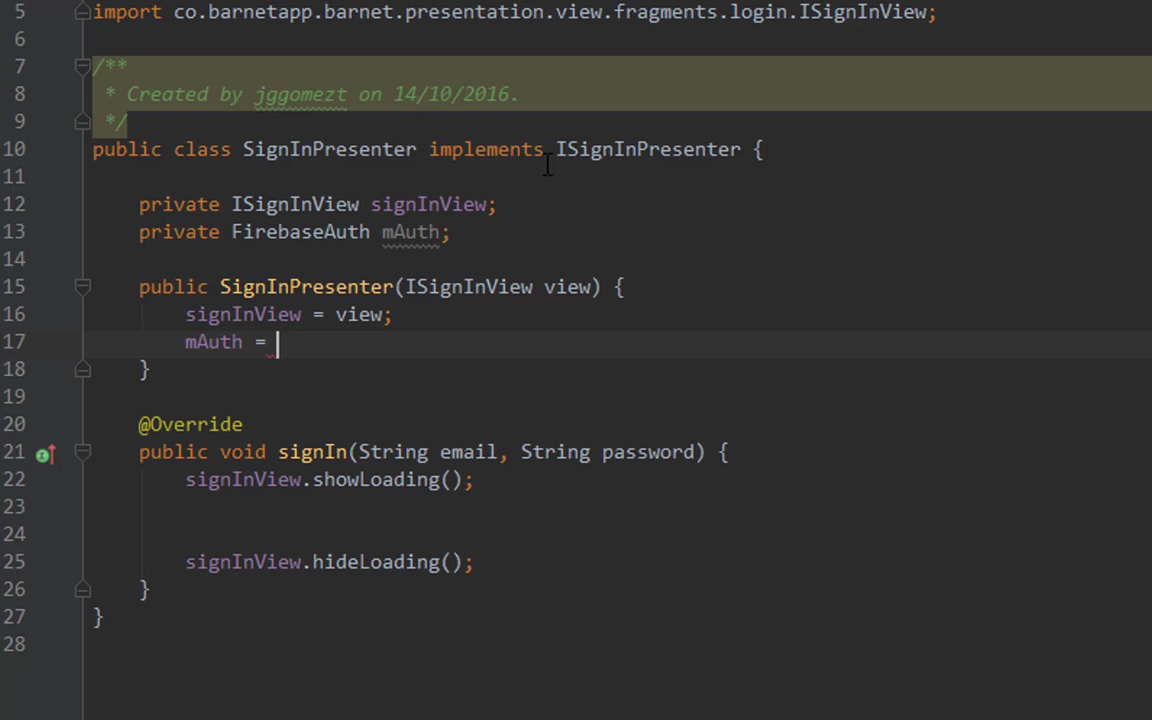 5 import co.barnetapp.barnet.presentation.view.fragments.login.ISignInView;
6
7 /**
8 * Created by jggomezt on 14/10/2016.
9 */
10 public class SignInPresenter implements ISignInPresenter {
11
12 private ISignInView signInView;
13 private FirebaseAuth mAuth;
14
15 public SignInPresenter(ISignInView view) {
16 signInView = view;
17 mAuth =
18 }
19
20 @Override
21 public void signIn(String email, String password) {
22 signInView.showLoading();
23
24
25 signInView.hideLoading();
26 }
27 }
28